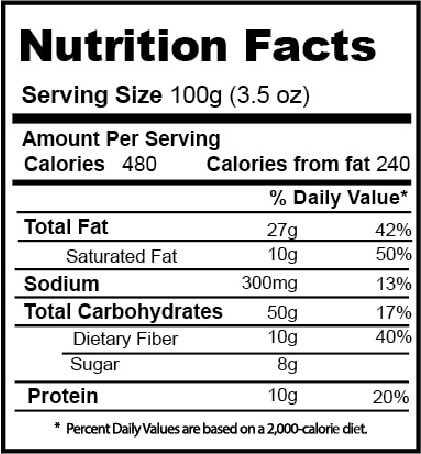 Nutrition Facts
Serving Size 100g (3.5 oz)
Amount Per Serving
Calories 480 Calories from fat 240
% Daily Value*
Total Fat 27g 42%
Saturated Fat 10g 50%
Sodium 300mg 13%
Total Carbohydrates 50g 17%
Dietary Fiber 10g 40%
Sugar 8g
Protein 10g 20%
* Percent Daily Values are based on a 2,000-calorie diet.